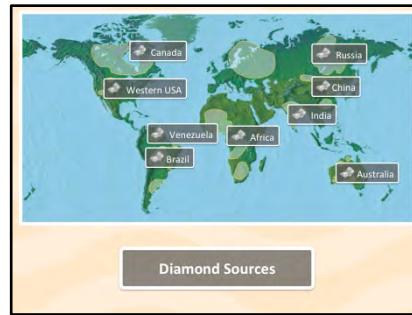 Canada
Russia
Western USA
China
India
Venezuela
Africa
Brazil
Australia
Diamond Sources